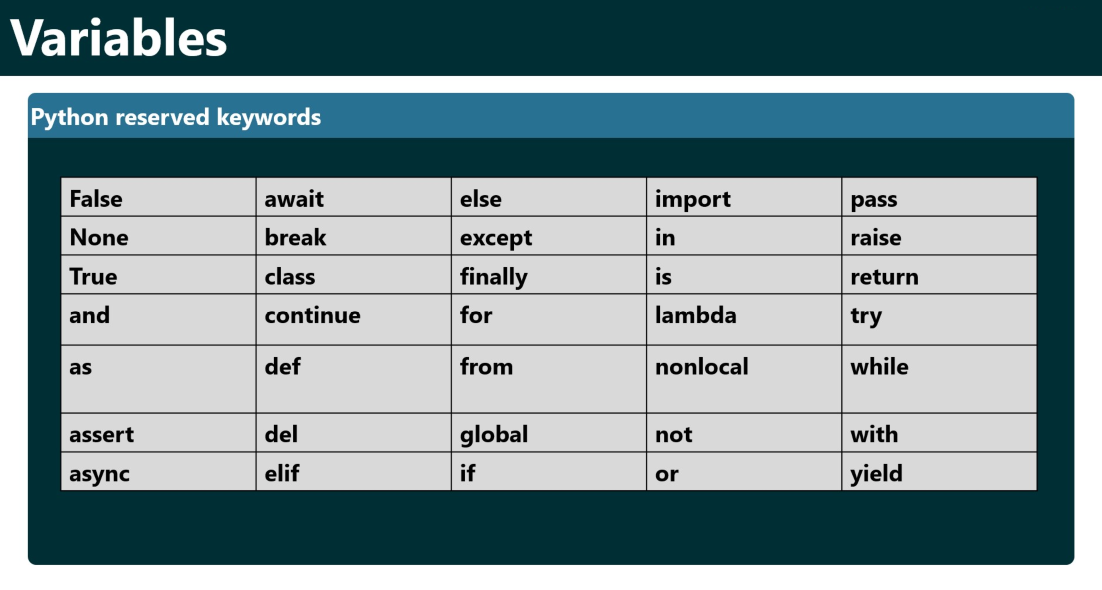 Variables
Python reserved keywords
False await else import pass
None break except in raise
True class finally is return
and continue for lambda try
as def from nonlocal while
assert del global not with
async elif if or yield